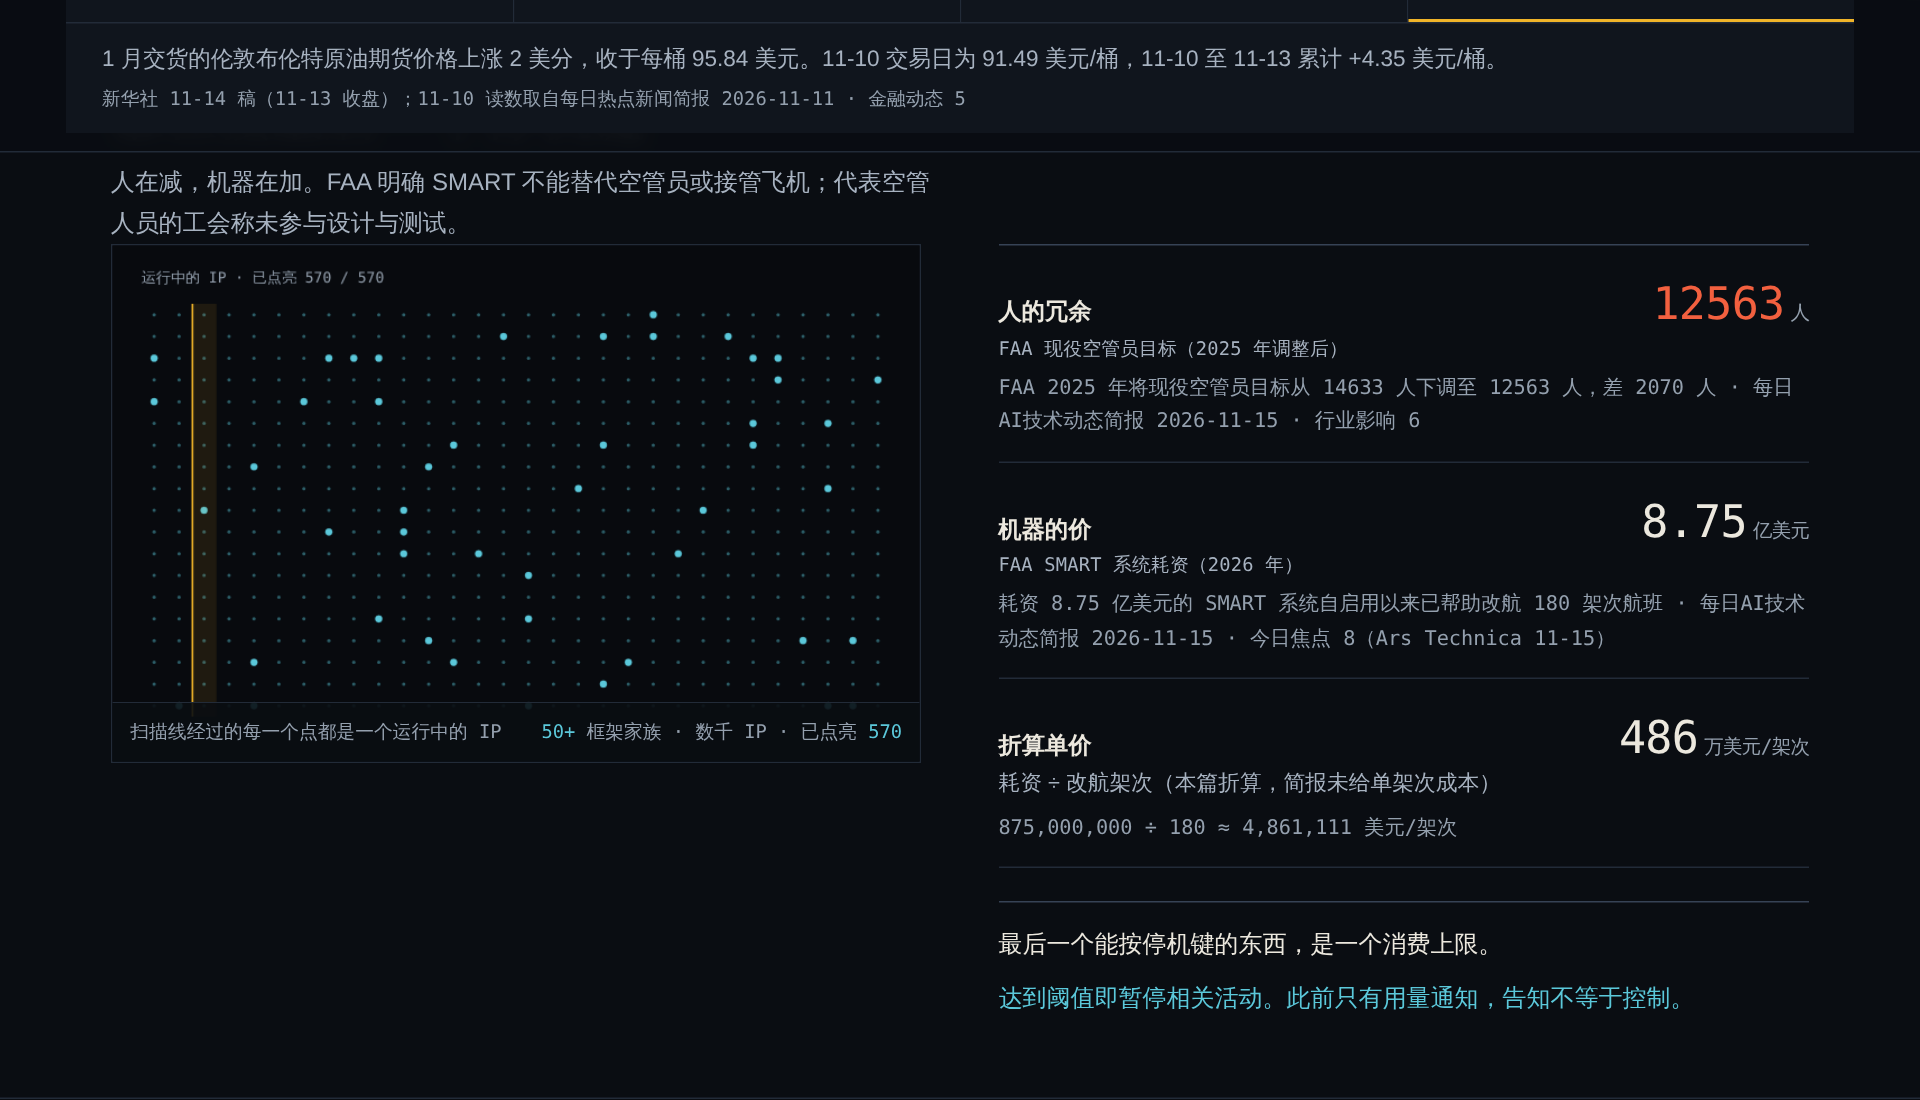 1 月交货的伦敦布伦特原油期货价格上涨 2 美分，收于每桶 95.84 美元。11-10 交易日为 91.49 美元/桶，11-10 至 11-13 累计 +4.35 美元/桶。
新华社 11-14 稿（11-13 收盘）；11-10 读数取自每日热点新闻简报 2026-11-11 · 金融动态 5
人在减，机器在加。FAA 明确 SMART 不能替代空管员或接管飞机；代表空管
人员的工会称未参与设计与测试。
运行中的 IP · 已点亮 570 / 570
扫描线经过的每一个点都是一个运行中的 IP
50+ 框架家族 · 数千 IP · 已点亮 570
人的冗余
12563 人
FAA 现役空管员目标（2025 年调整后）
FAA 2025 年将现役空管员目标从 14633 人下调至 12563 人，差 2070 人 · 每日
AI技术动态简报 2026-11-15 · 行业影响 6
机器的价
8.75 亿美元
FAA SMART 系统耗资（2026 年）
耗资 8.75 亿美元的 SMART 系统自启用以来已帮助改航 180 架次航班 · 每日AI技术
动态简报 2026-11-15 · 今日焦点 8（Ars Technica 11-15）
折算单价
486 万美元/架次
耗资 ÷ 改航架次（本篇折算，简报未给单架次成本）
875,000,000 ÷ 180 ≈ 4,861,111 美元/架次
最后一个能按停机键的东西，是一个消费上限。
达到阈值即暂停相关活动。此前只有用量通知，告知不等于控制。